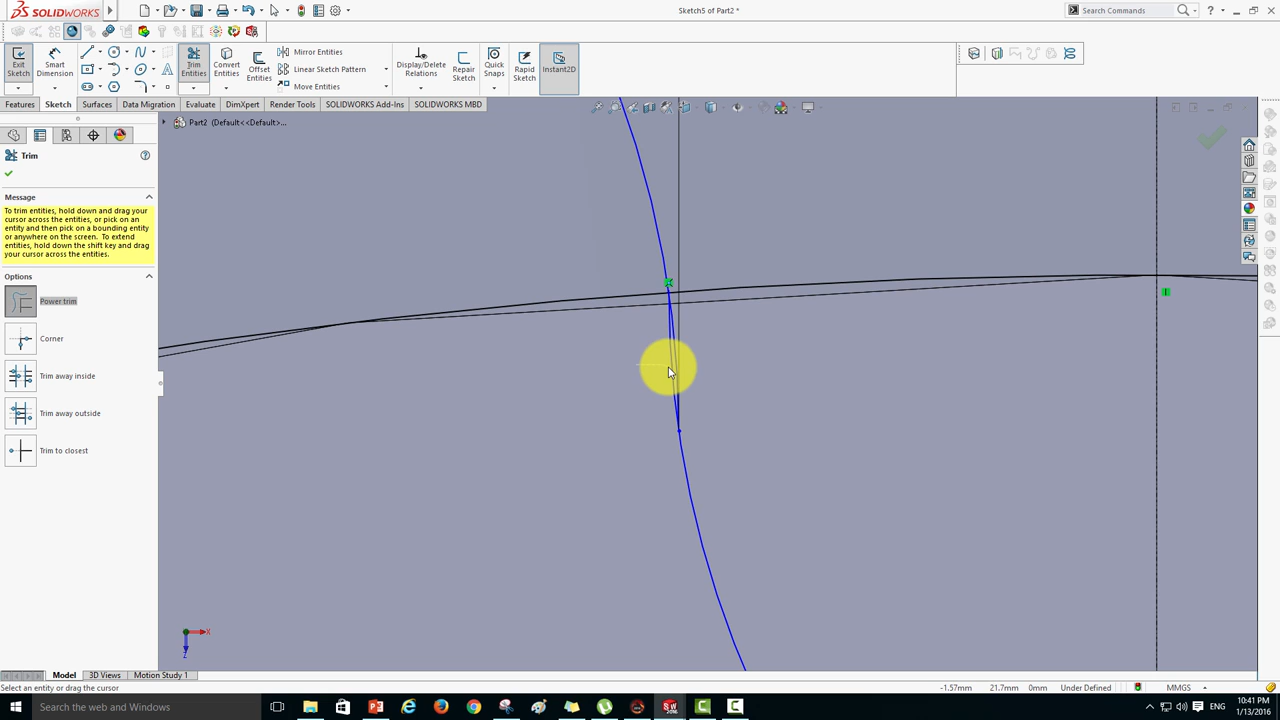 SOLIDWORKS
Sketch5 of Part2 *
Search Commands
Exit Sketch
Smart Dimension
Trim Entities
Convert Entities
Offset Entities
Mirror Entities
Linear Sketch Pattern
Move Entities
Display/Delete Relations
Repair Sketch
Quick Snaps
Rapid Sketch
Instant2D
Features
Sketch
Surfaces
Data Migration
Evaluate
DimXpert
Render Tools
SOLIDWORKS Add-Ins
SOLIDWORKS MBD
Part2 (Default<<Default>...
Trim
Message
To trim entities, hold down and drag your
cursor across the entities, or pick on an
entity and then pick on a bounding entity
or anywhere on the screen. To extend
entities, hold down the shift key and drag
your cursor across the entities.
Options
Power trim
Corner
Trim away inside
Trim away outside
Trim to closest
X
Z
Model
3D Views
Motion Study 1
Select an entity or drag the cursor
-1.57mm
21.7mm
0mm
Under Defined
MMGS
Search the web and Windows
ENG
10:41 PM
1/13/2016